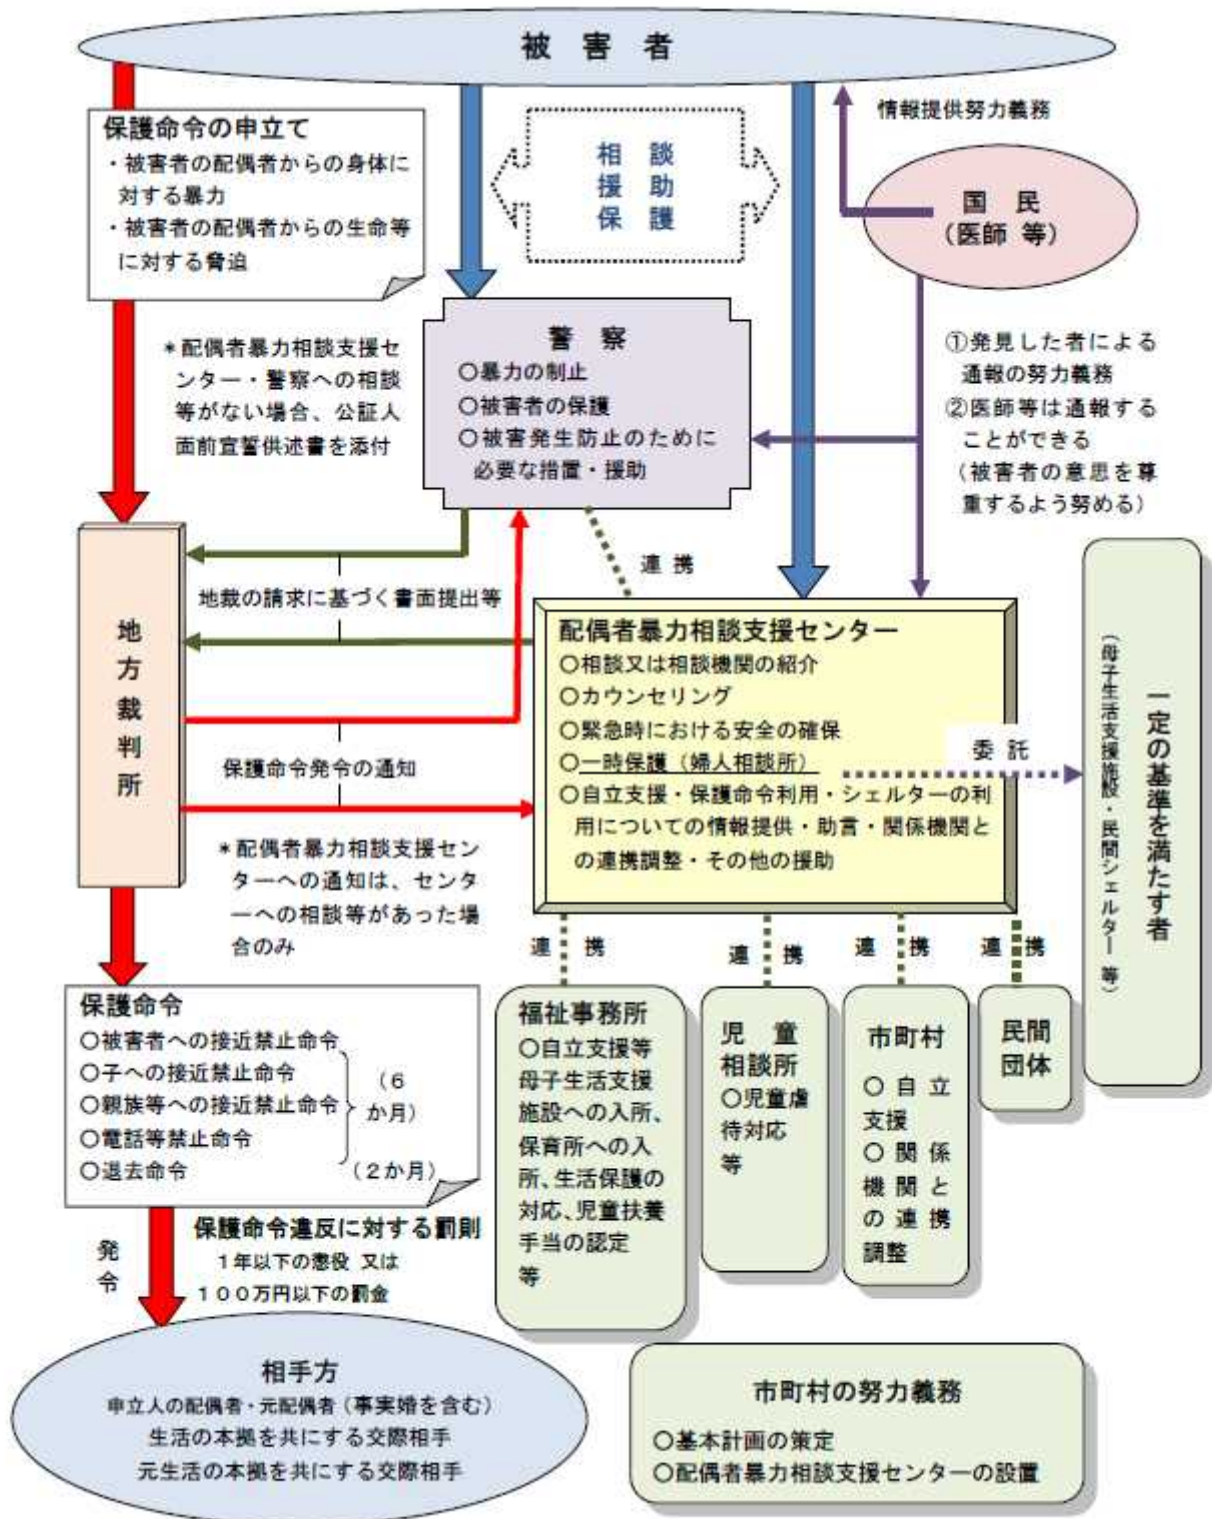 被 害 者
保護命令の申立て
・被害者の配偶者からの身体に
対する暴力
・被害者の配偶者からの生命等
に対する脅迫
相 談
援 助
保 護
情報提供努力義務
国 民
（医師 等）
＊配偶者暴力相談支援セ
ンター・警察への相談
等がない場合、公証人
面前宣誓供述書を添付
警 察
○暴力の制止
○被害者の保護
○被害発生防止のために
必要な措置・援助
①発見した者による
通報の努力義務
②医師等は通報する
ことができる
（被害者の意思を尊
重するよう努める）
連 携
地裁の請求に基づく書面提出等
地方裁判所
保護命令発令の通知
＊配偶者暴力相談支援セン
ターへの通知は、センタ
ーへの相談等があった場
合のみ
配偶者暴力相談支援センター
○相談又は相談機関の紹介
○カウンセリング
○緊急時における安全の確保
○一時保護（婦人相談所）
○自立支援・保護命令利用・シェルターの利
用についての情報提供・助言・関係機関と
の連携調整・その他の援助
委 託
一定の基準を満たす者
（母子生活支援施設・民間シェルター 等）
連 携
連 携
連 携
連 携
保護命令
○被害者への接近禁止命令
○子への接近禁止命令
○親族等への接近禁止命令
○電話等禁止命令
（６
か月）
○退去命令 （２か月）
福祉事務所
○自立支援等
母子生活支援
施設への入所、
保育所への入
所、生活保護の
対応、児童扶養
手当の認定
等
児 童
相談所
○児童虐
待対応
等
市町村
○ 自 立
支援
○ 関 係
機 関 と
の 連 携
調整
民間
団体
発
令
保護命令違反に対する罰則
１年以下の懲役 又は
１００万円以下の罰金
相手方
申立人の配偶者・元配偶者（事実婚を含む）
生活の本拠を共にする交際相手
元生活の本拠を共にする交際相手
市町村の努力義務
○基本計画の策定
○配偶者暴力相談支援センターの設置